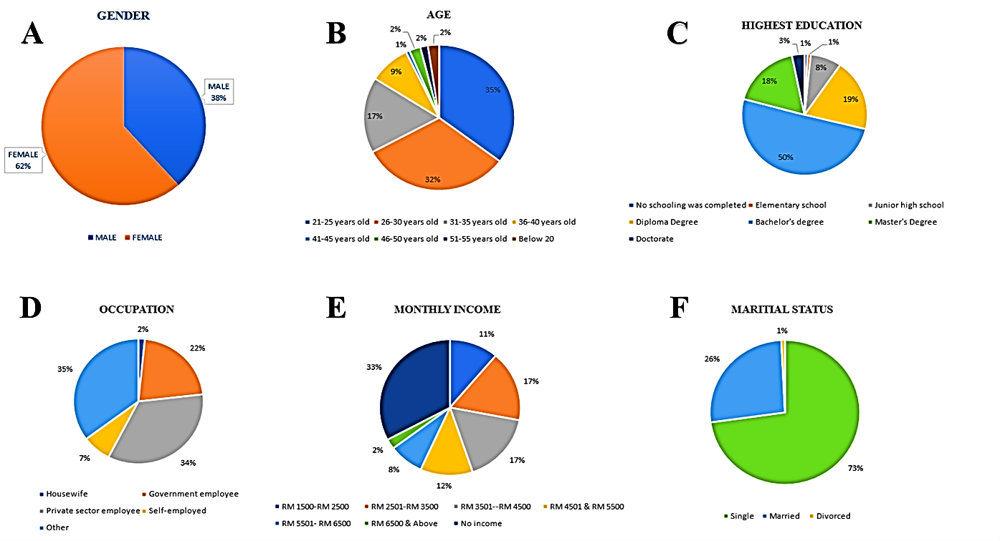 A
GENDER
MALE
38%
FEMALE
62%
MALE FEMALE
B
AGE
35%
32%
17%
9%
1%
2%
2%
2%
21-25 years old 26-30 years old 31-35 years old 36-40 years old
41-45 years old 46-50 years old 51-55 years old Below 20
C
HIGHEST EDUCATION
1%
1%
8%
19%
50%
18%
3%
No schooling was completed Elementary school Junior high school
Diploma Degree Bachelor's degree Master's Degree
Doctorate
D
OCCUPATION
2%
22%
34%
7%
35%
Housewife Government employee
Private sector employee Self-employed
Other
E
MONTHLY INCOME
11%
17%
17%
12%
8%
2%
33%
RM 1500-RM 2500 RM 2501-RM 3500 RM 3501--RM 4500 RM 4501 & RM 5500
RM 5501- RM 6500 RM 6500 & Above No income
F
MARITIAL STATUS
1%
26%
73%
Single Married Divorced